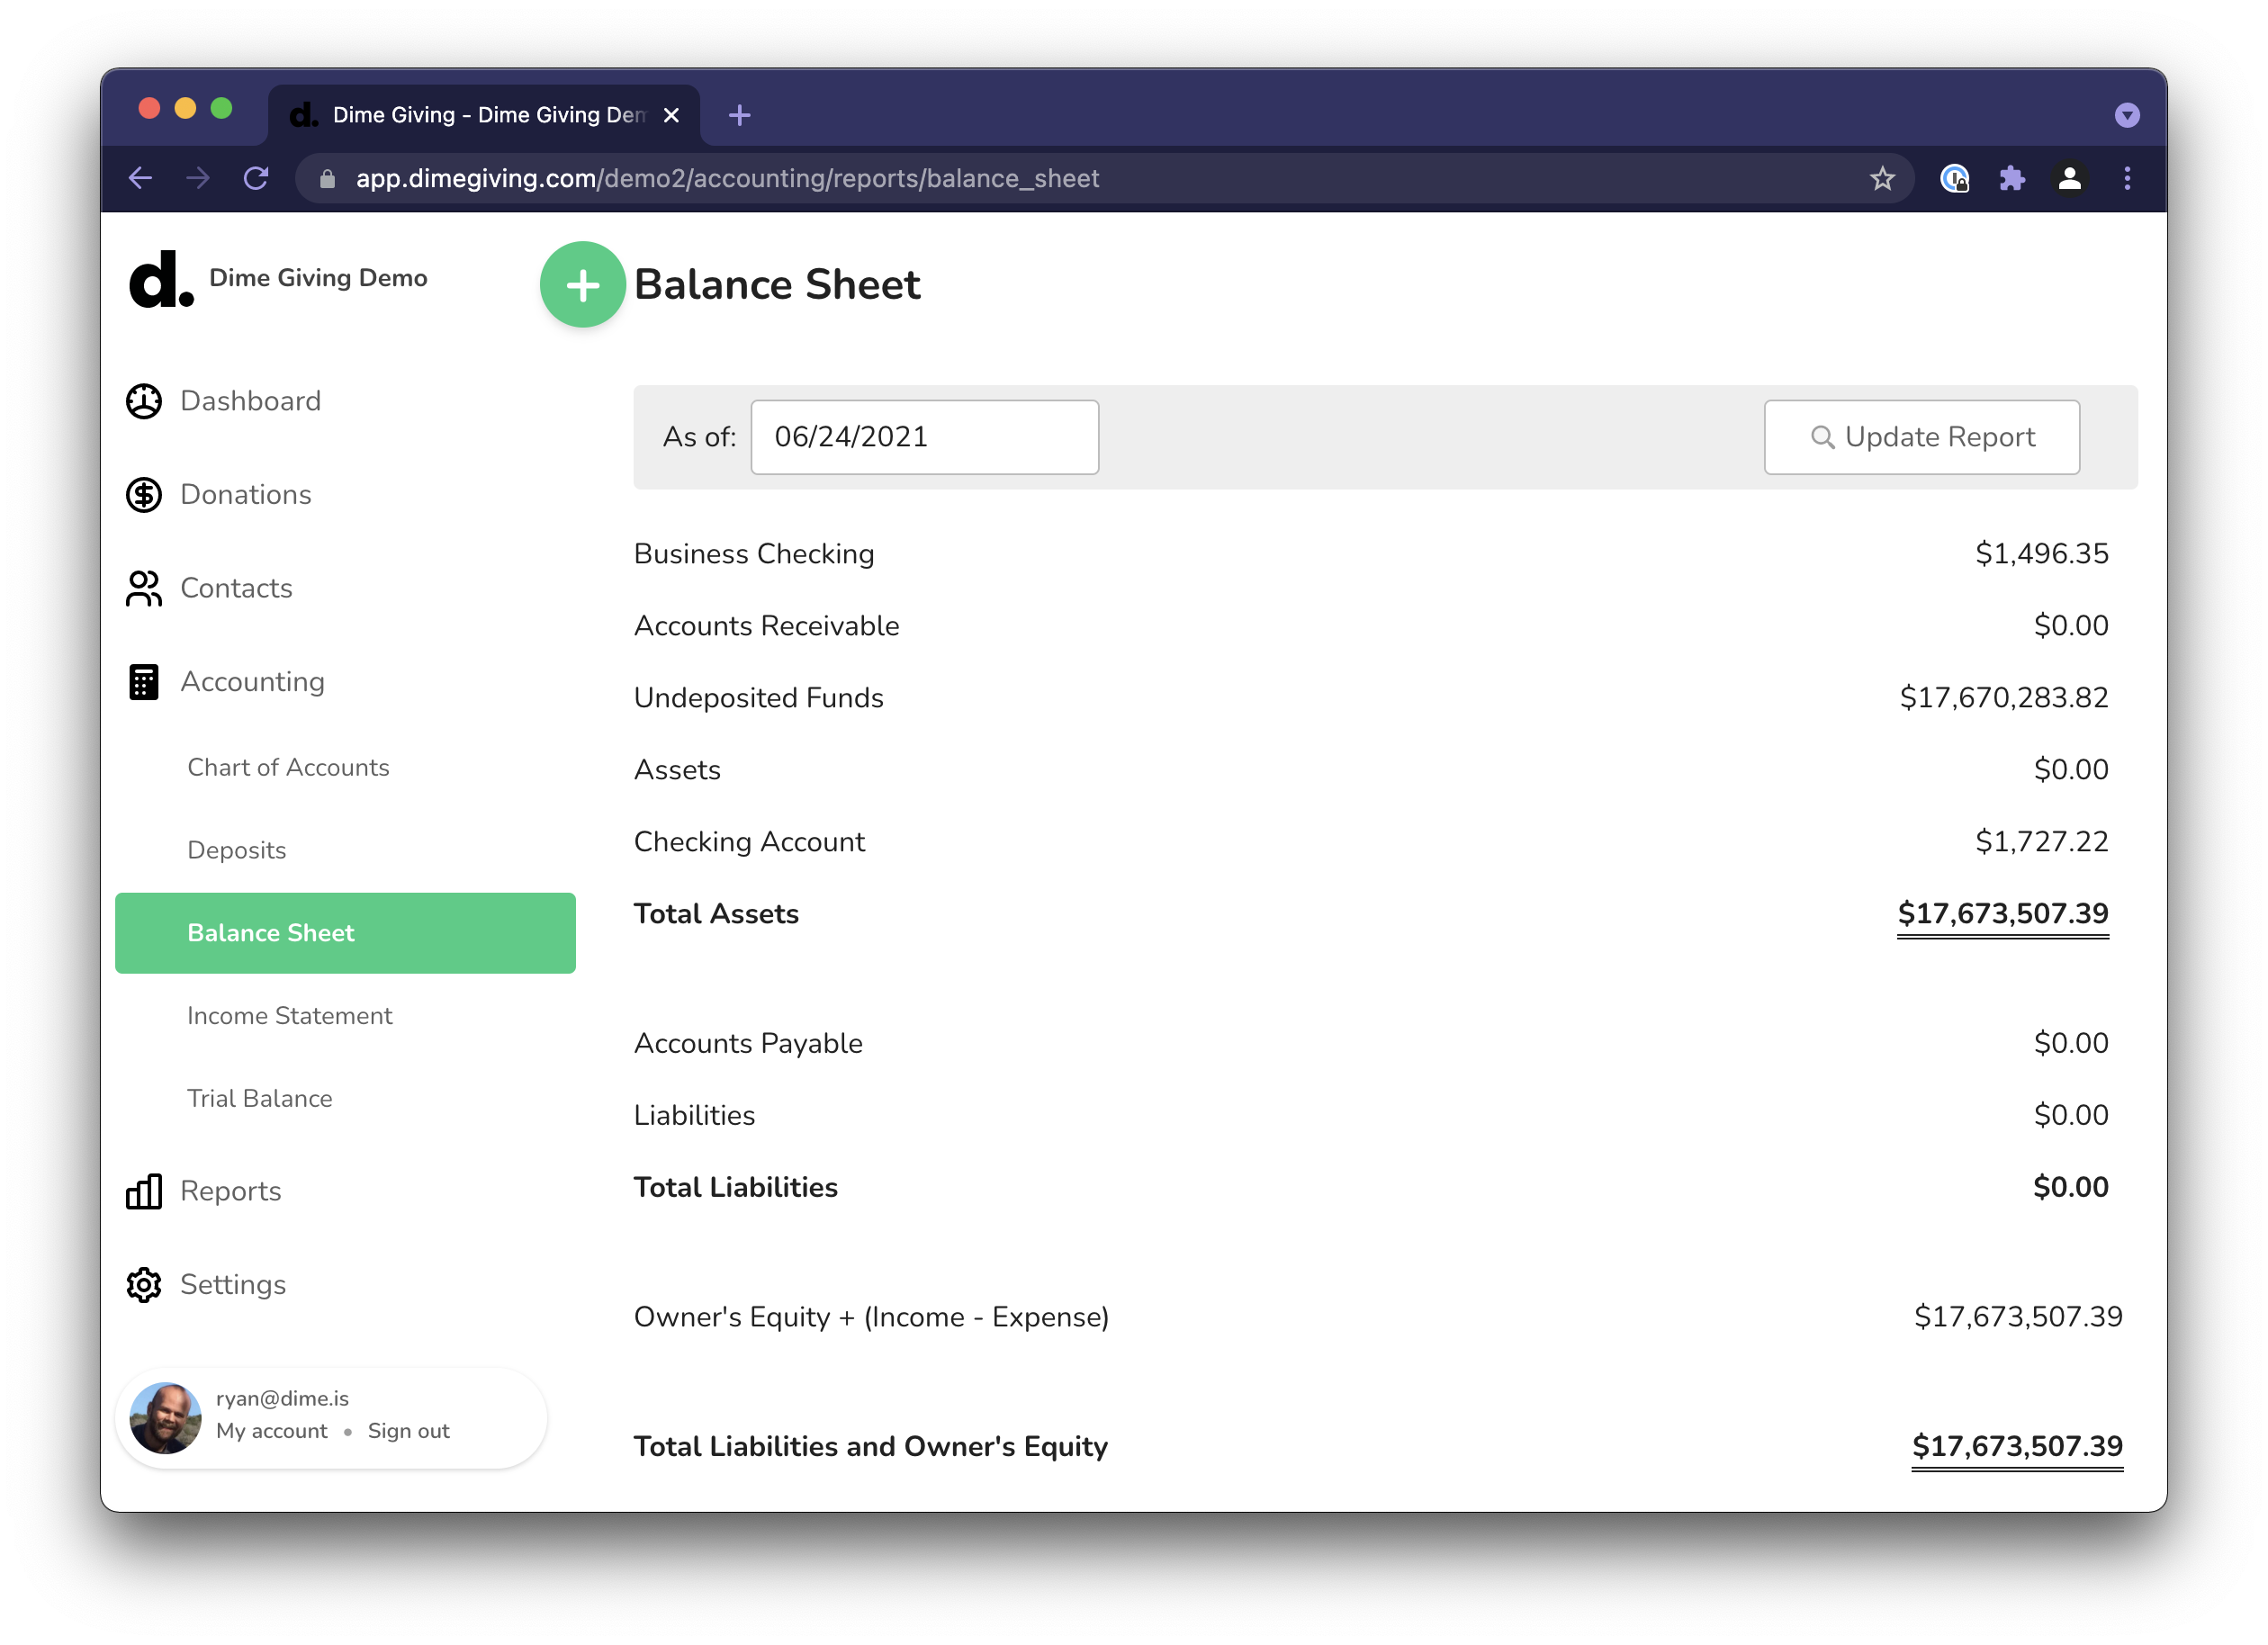 d. Dime Giving - Dime Giving Dem
app.dimegiving.com/demo2/accounting/reports/balance_sheet
d. Dime Giving Demo
Dashboard
Donations
Contacts
Accounting
Chart of Accounts
Deposits
Balance Sheet
Income Statement
Trial Balance
Reports
Settings
ryan@dime.is
My account • Sign out
Balance Sheet
As of: 06/24/2021 Update Report
Business Checking $1,496.35
Accounts Receivable $0.00
Undeposited Funds $17,670,283.82
Assets $0.00
Checking Account $1,727.22
Total Assets $17,673,507.39
Accounts Payable $0.00
Liabilities $0.00
Total Liabilities $0.00
Owner's Equity + (Income - Expense) $17,673,507.39
Total Liabilities and Owner's Equity $17,673,507.39